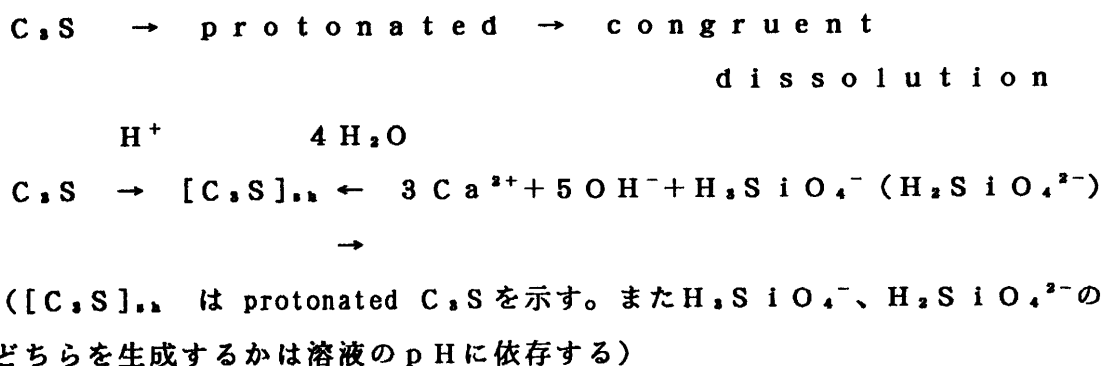 C₃S → protonated → congruent
dissolution
H⁺ 4H₂O
C₃S → [C₃S]ₛₕ ← 3Ca²⁺+5OH⁻+H₃SiO₄⁻(H₂SiO₄²⁻)
→
([C₃S]ₛₕ は protonated C₃Sを示す。またH₃SiO₄⁻、H₂SiO₄²⁻の
どちらを生成するかは溶液のpHに依存する)